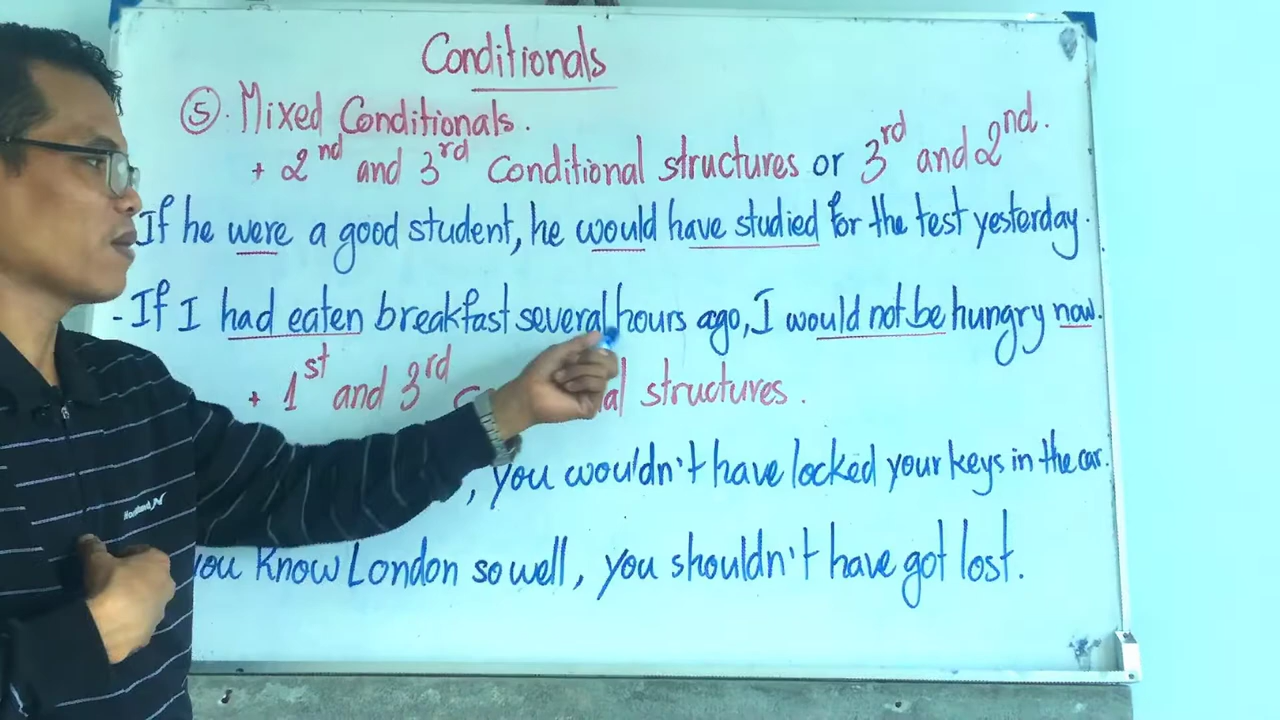 Conditionals
⑤. Mixed Conditionals.
+ 2nd and 3rd Conditional structures or 3rd and 2nd.
If he were a good student, he would have studied for the test yesterday.
- If I had eaten breakfast several hours ago, I would not be hungry now.
+ 1st and 3rd structures.
, you wouldn't have locked your keys in the car.
you know London so well, you shouldn't have got lost.